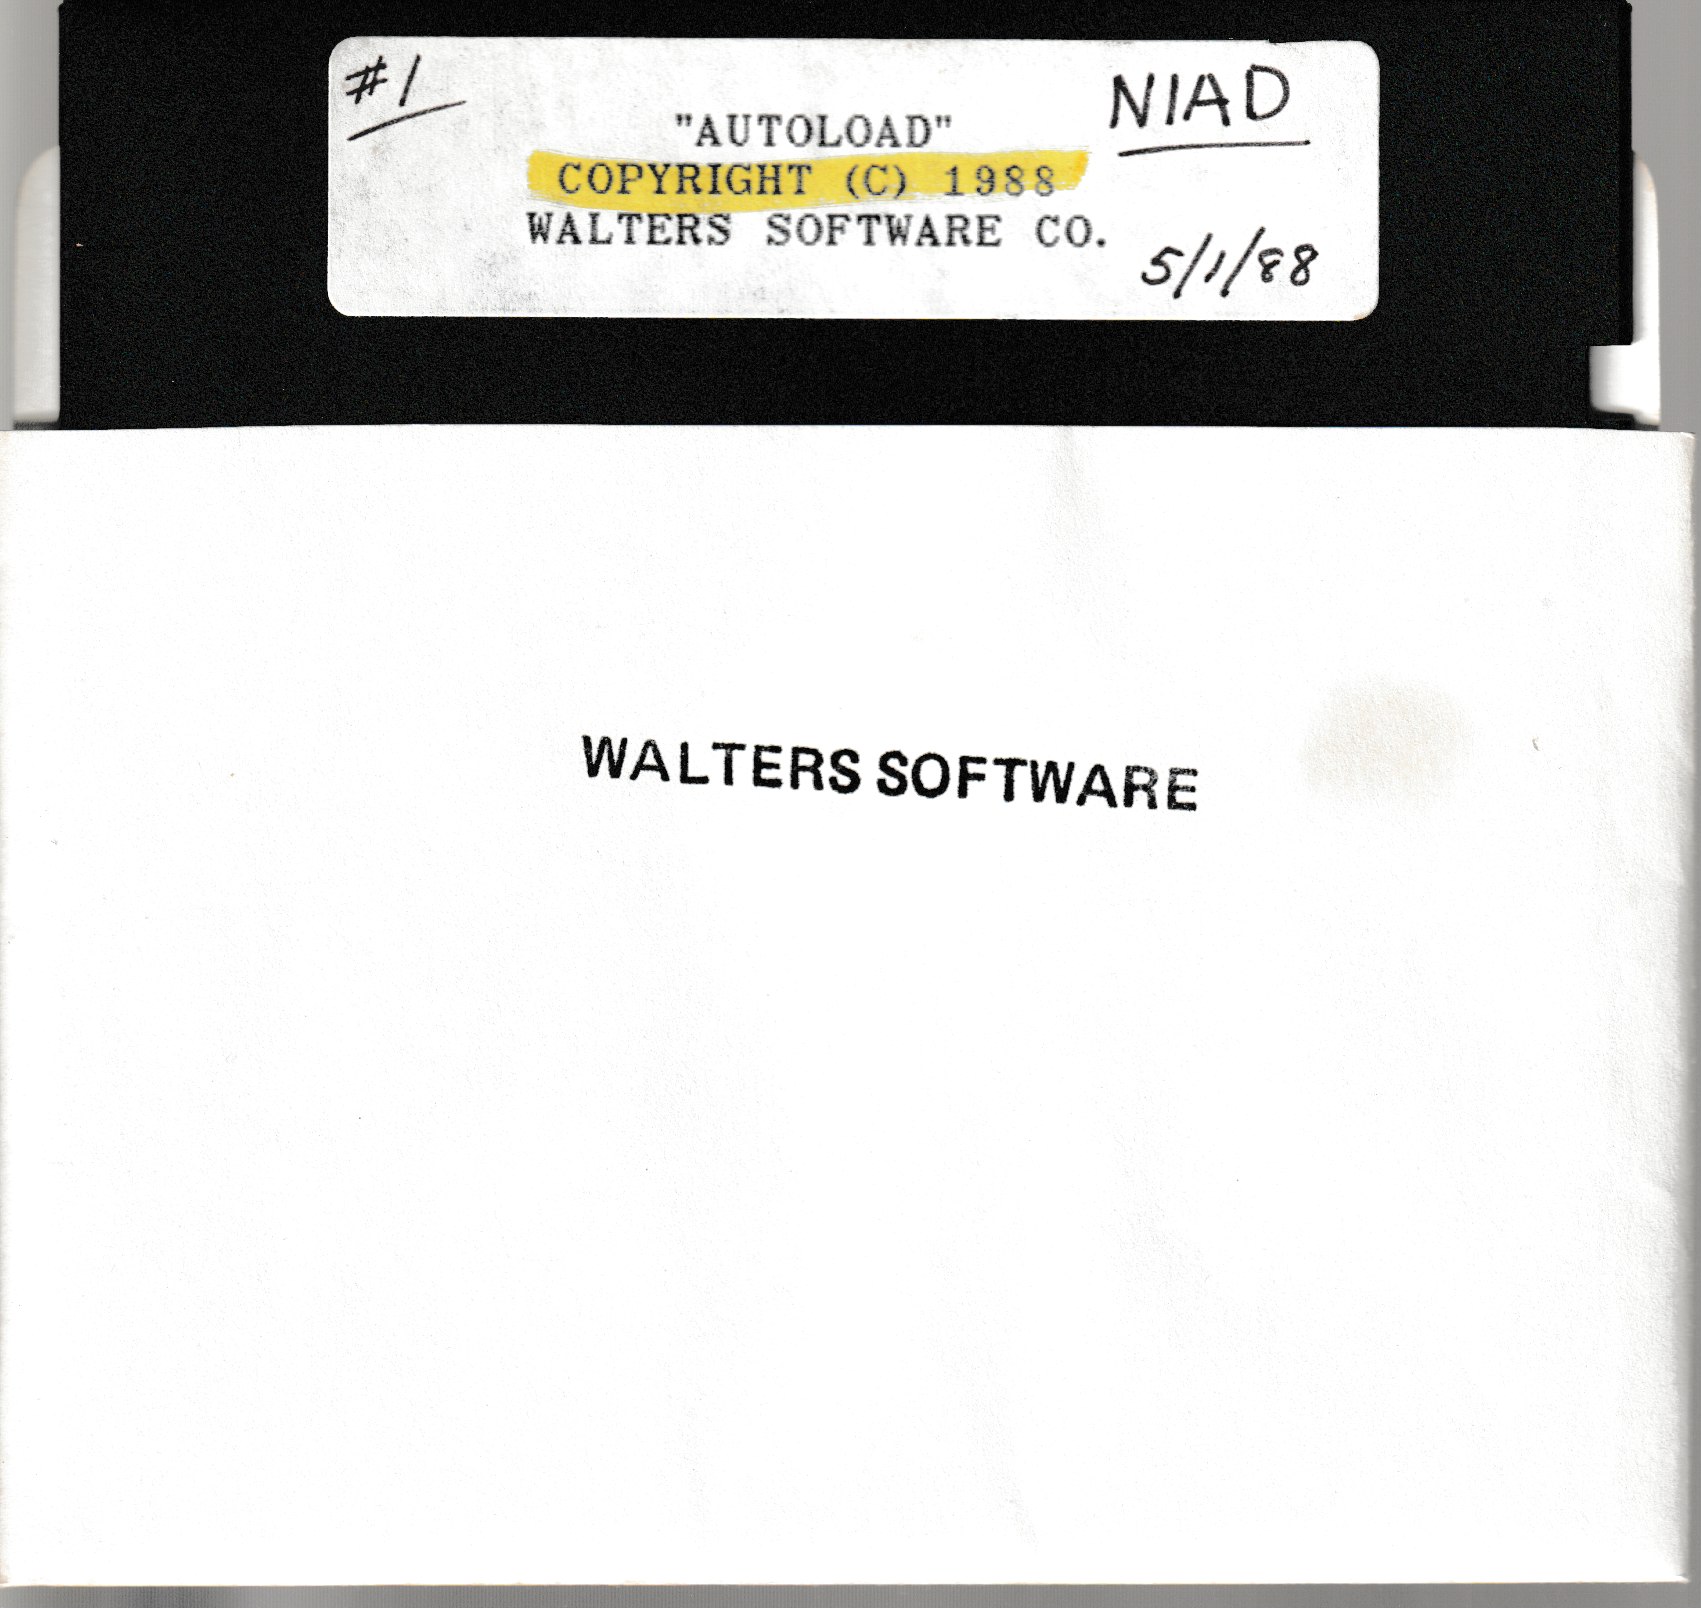 #1
NIAD
"AUTOLOAD"
COPYRIGHT (C) 1988
WALTERS SOFTWARE CO.
5/1/88
WALTERS SOFTWARE